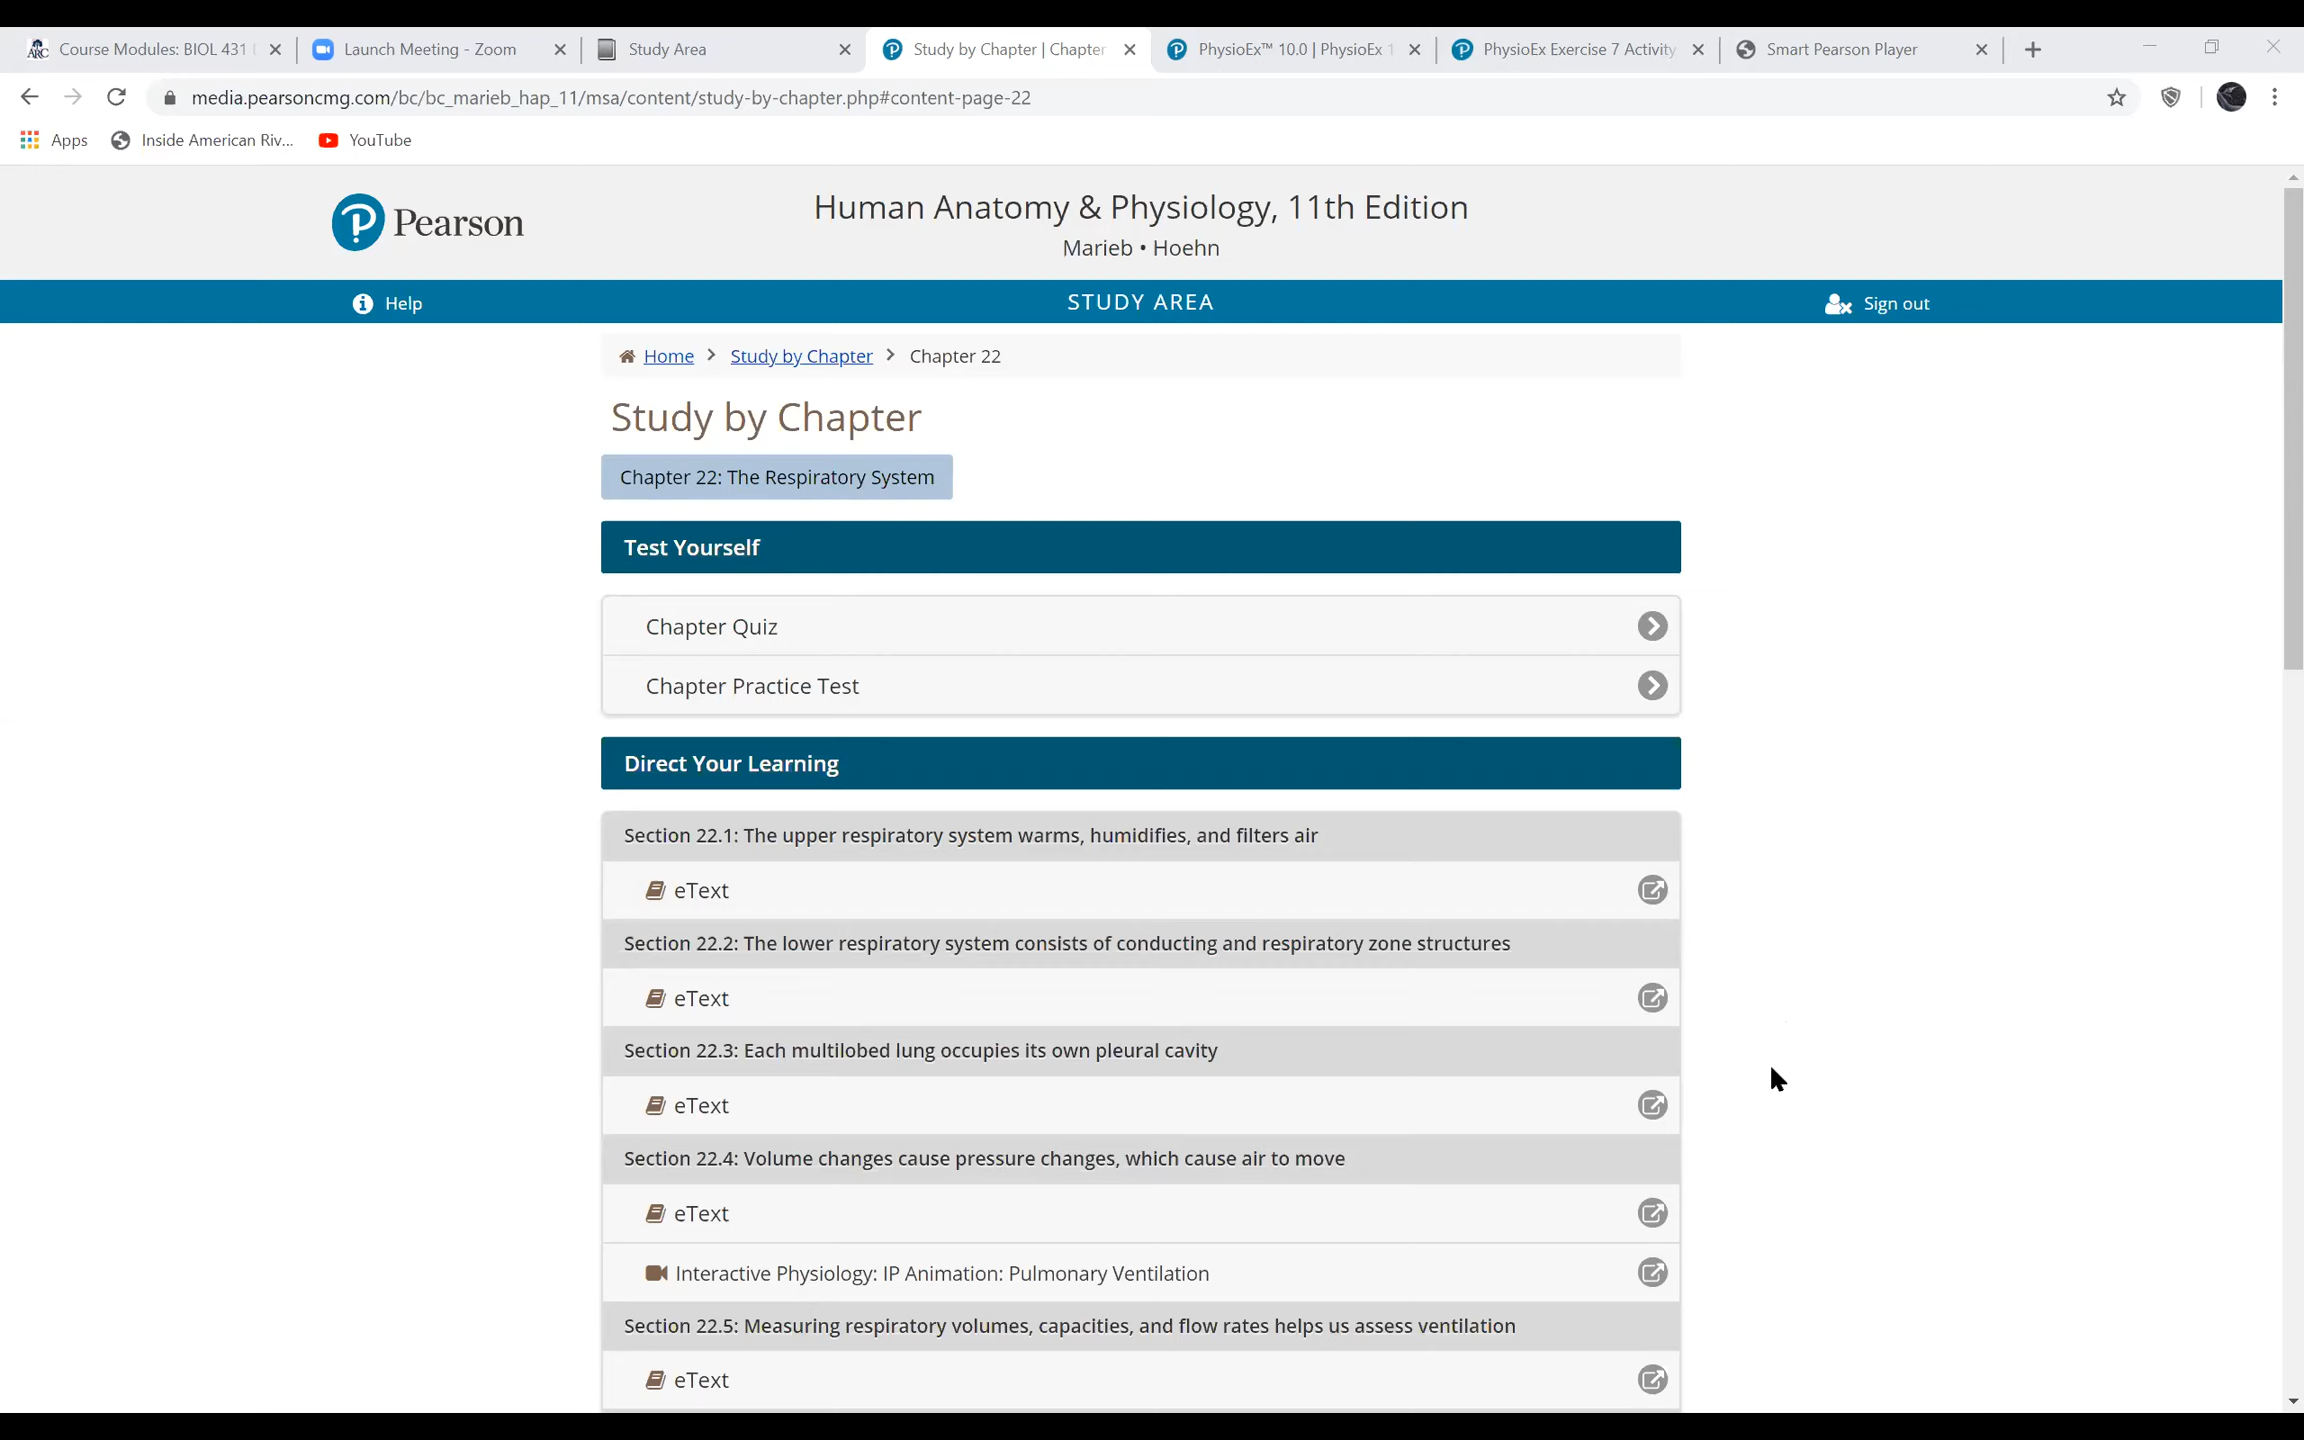 Course Modules: BIOL 431
Launch Meeting - Zoom
Study Area
Study by Chapter | Chapter
PhysioEx™ 10.0 | PhysioEx 1
PhysioEx Exercise 7 Activity
Smart Pearson Player
media.pearsoncmg.com/bc/bc_marieb_hap_11/msa/content/study-by-chapter.php#content-page-22
Apps
Inside American Riv...
YouTube
Pearson
Human Anatomy & Physiology, 11th Edition
Marieb • Hoehn
Help
STUDY AREA
Sign out
Home
Study by Chapter
Chapter 22
Study by Chapter
Chapter 22: The Respiratory System
Test Yourself
Chapter Quiz
Chapter Practice Test
Direct Your Learning
Section 22.1: The upper respiratory system warms, humidifies, and filters air
eText
Section 22.2: The lower respiratory system consists of conducting and respiratory zone structures
eText
Section 22.3: Each multilobed lung occupies its own pleural cavity
eText
Section 22.4: Volume changes cause pressure changes, which cause air to move
eText
Interactive Physiology: IP Animation: Pulmonary Ventilation
Section 22.5: Measuring respiratory volumes, capacities, and flow rates helps us assess ventilation
eText